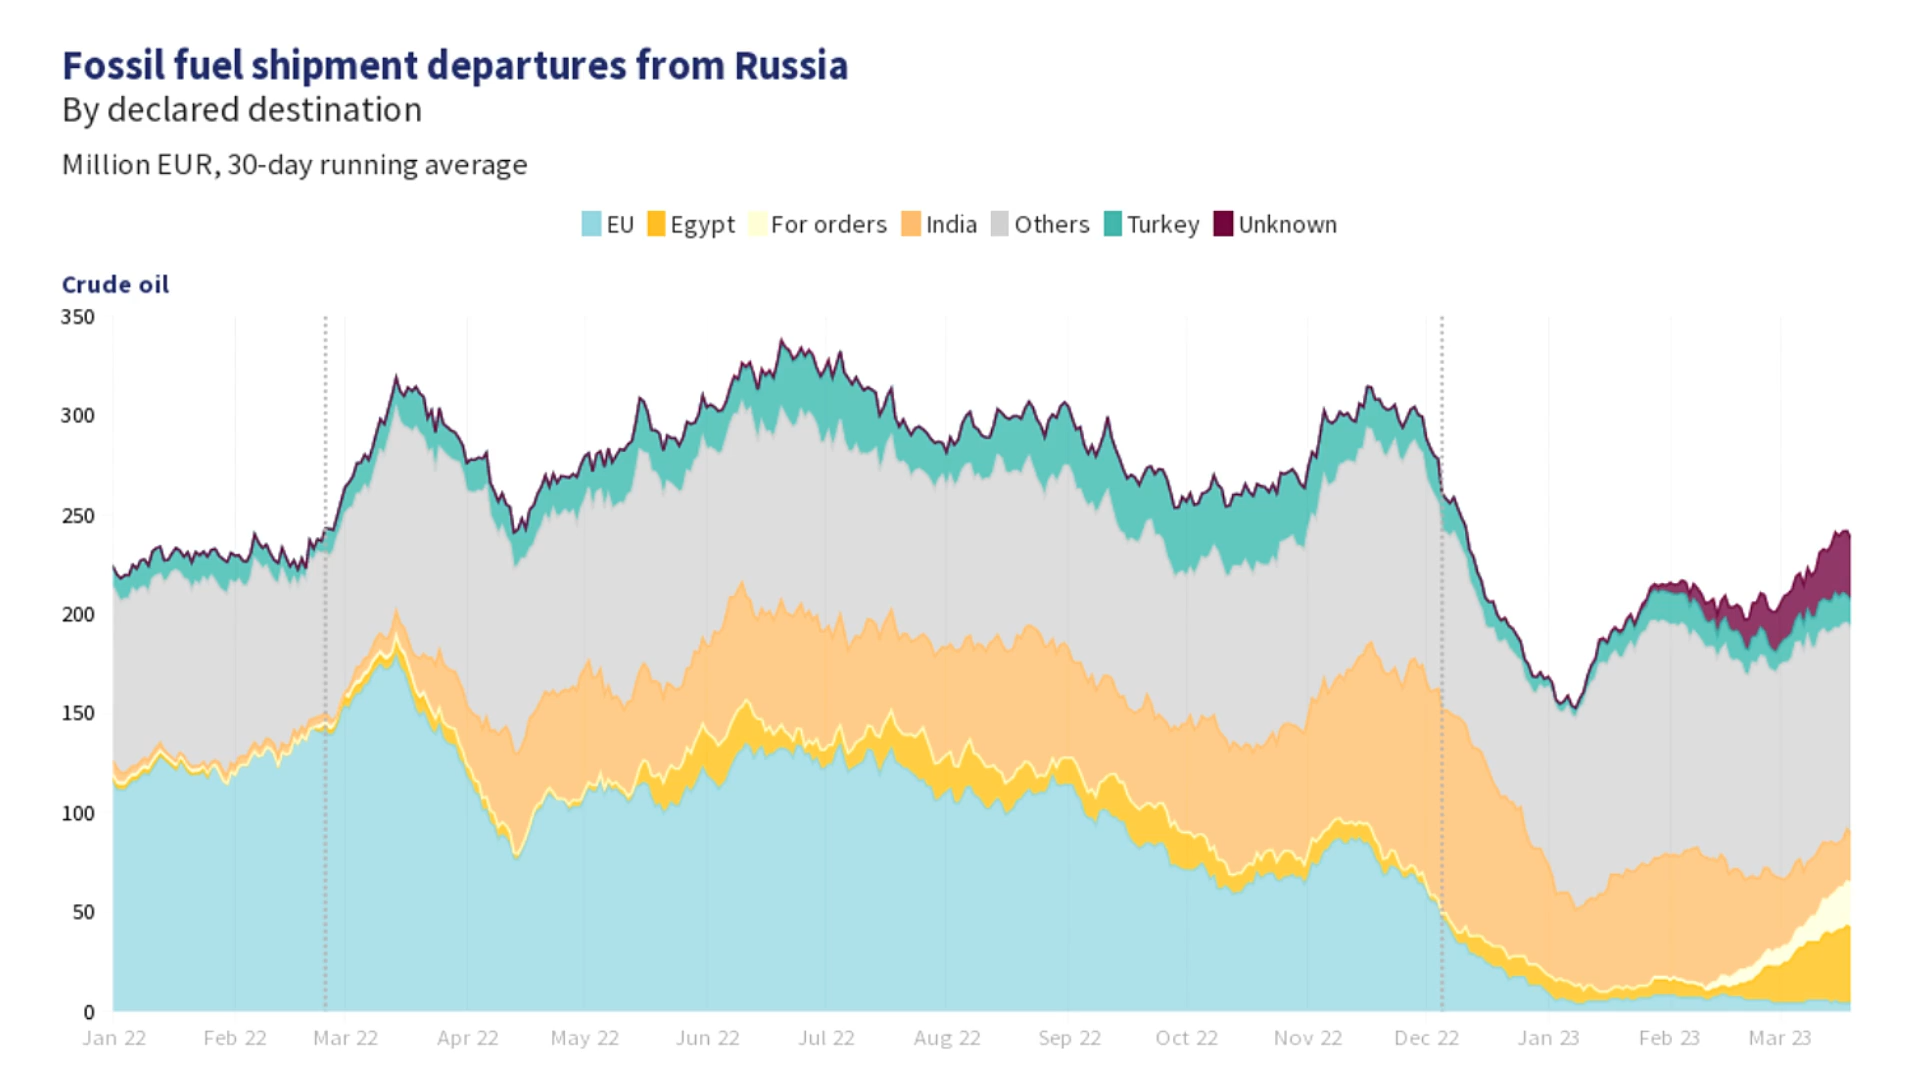 Fossil fuel shipment departures from Russia
By declared destination
Million EUR, 30-day running average
EU Egypt For orders India Others Turkey Unknown
Crude oil
350
300
250
200
150
100
50
0
Jan 22 Feb 22 Mar 22 Apr 22 May 22 Jun 22 Jul 22 Aug 22 Sep 22 Oct 22 Nov 22 Dec 22 Jan 23 Feb 23 Mar 23